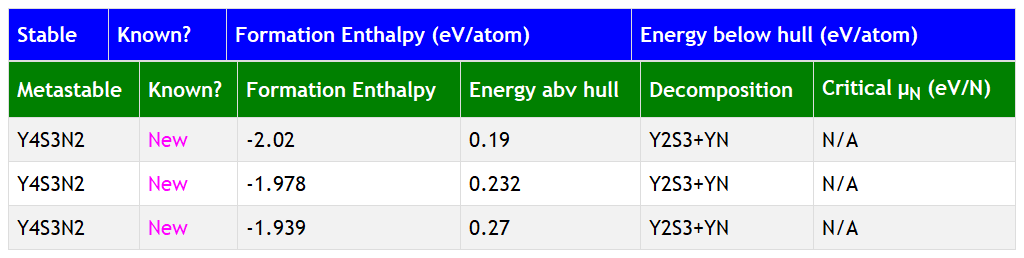 Stable Known? Formation Enthalpy (eV/atom) Energy below hull (eV/atom)
Metastable Known? Formation Enthalpy Energy abv hull Decomposition Critical μN (eV/N)
Y4S3N2 New -2.02 0.19 Y2S3+YN N/A
Y4S3N2 New -1.978 0.232 Y2S3+YN N/A
Y4S3N2 New -1.939 0.27 Y2S3+YN N/A